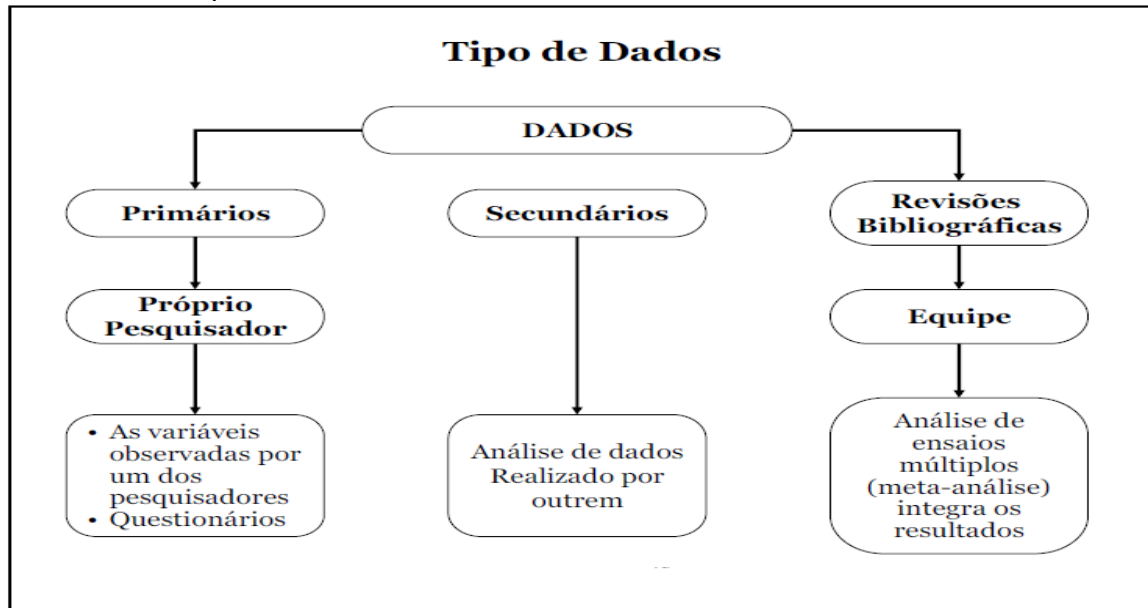 Tipo de Dados
DADOS
Primários
Secundários
Revisões
Bibliográficas
Próprio
Pesquisador
Equipe
• As variáveis
observadas por
um dos
pesquisadores
• Questionários
Análise de dados
Realizado por
outrem
Análise de
ensaios
múltiplos
(meta-análise)
integra os
resultados